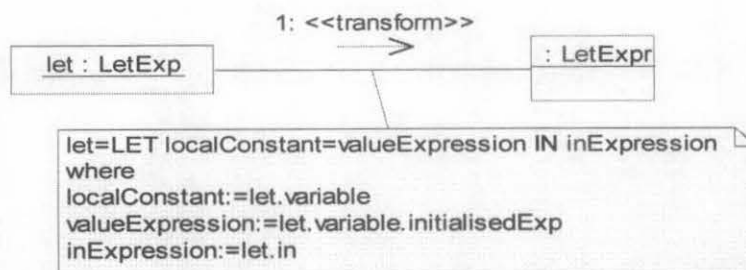 1: <<transform>>
let : LetExp
: LetExpr
let=LET localConstant=valueExpression IN inExpression
where
localConstant:=let.variable
valueExpression:=let.variable.initialisedExp
inExpression:=let.in